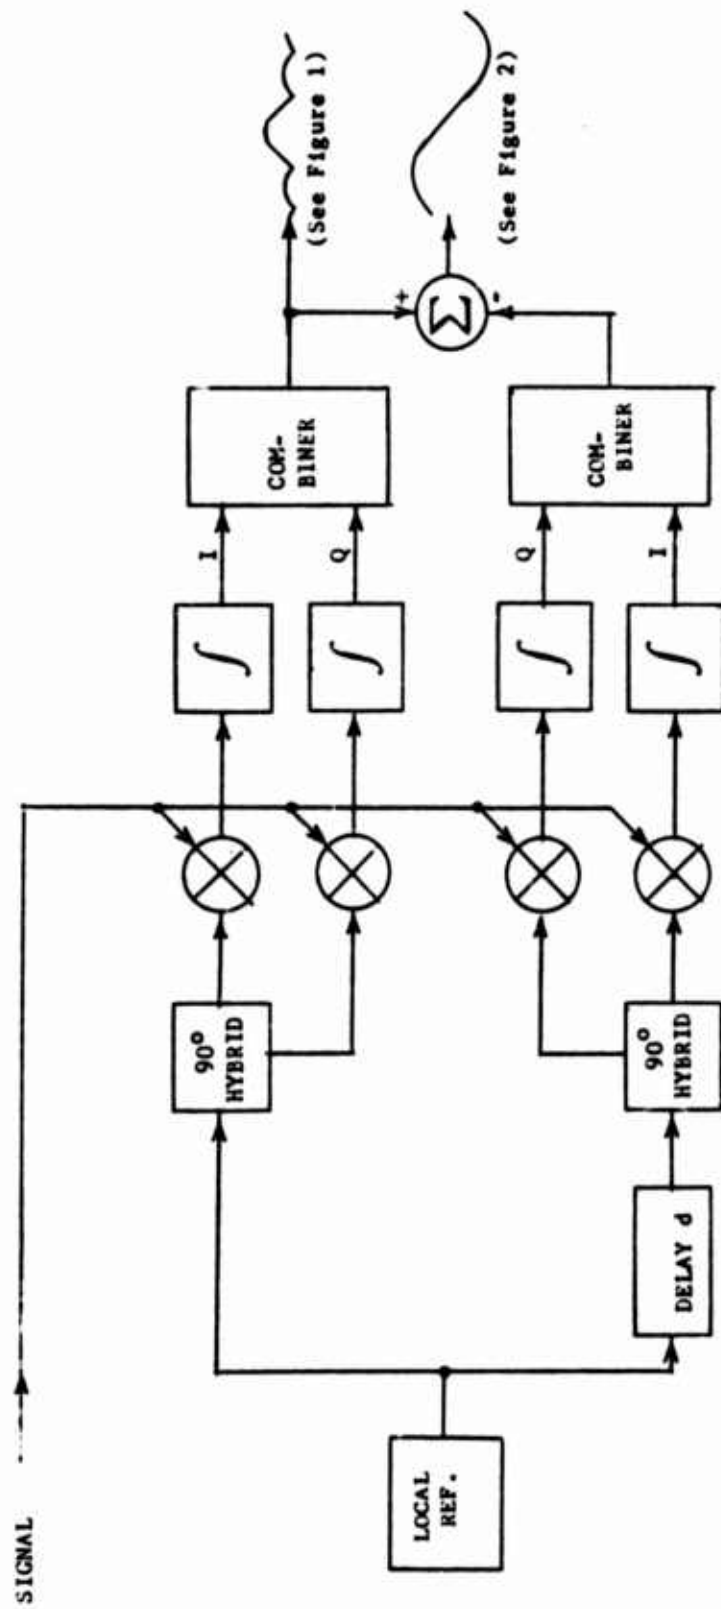 SIGNAL
LOCAL
REF.
DELAY d
90°
HYBRID
90°
HYBRID
∫
∫
∫
∫
I
Q
Q
I
COM-
BINER
COM-
BINER
+
Σ
-
(See Figure 1)
(See Figure 2)